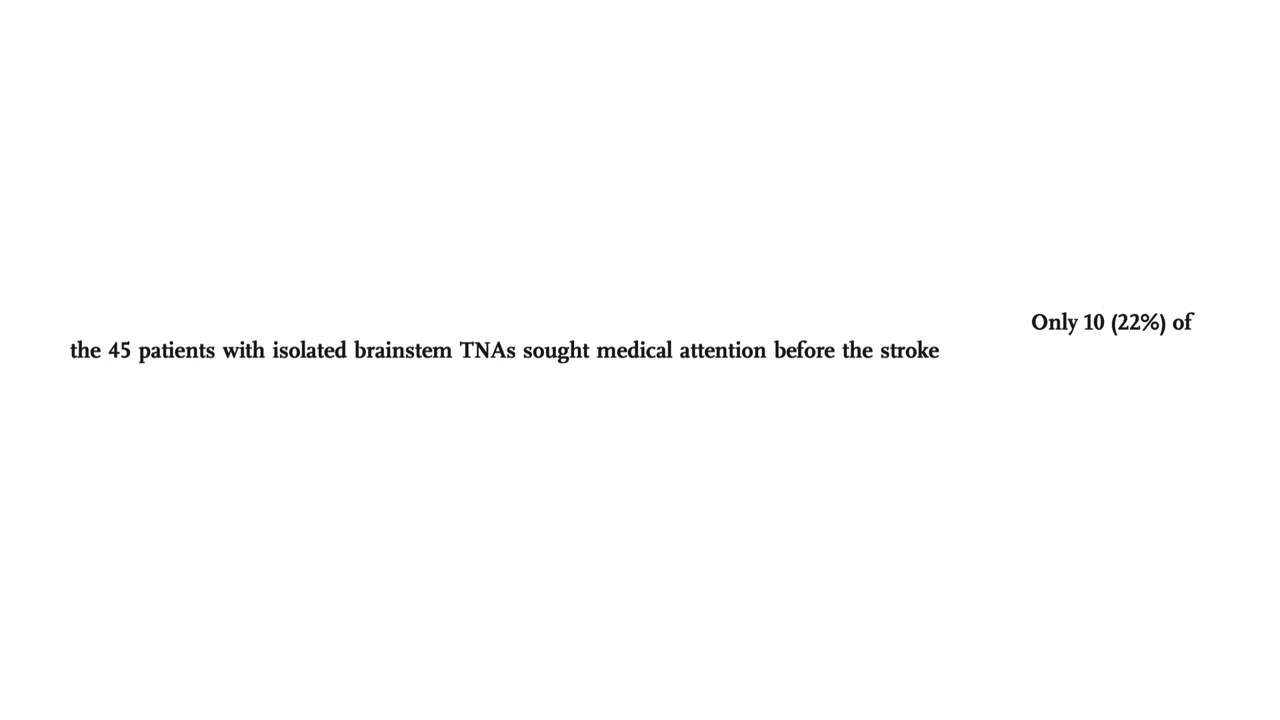 Only 10 (22%) of
the 45 patients with isolated brainstem TNAs sought medical attention before the stroke